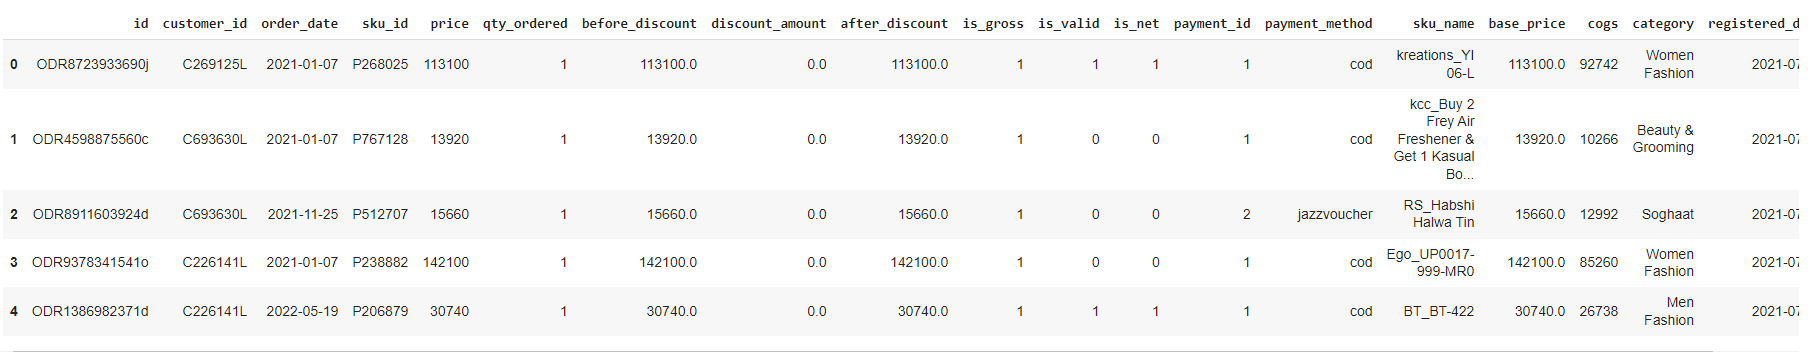 id customer_id order_date sku_id price qty_ordered before_discount discount_amount after_discount is_gross is_valid is_net payment_id payment_method sku_name base_price cogs category registered_d
0 ODR8723933690j C269125L 2021-01-07 P268025 113100 1 113100.0 0.0 113100.0 1 1 1 1 cod kreations_YI 06-L 113100.0 92742 Women Fashion 2021-07
1 ODR4598875560c C693630L 2021-01-07 P767128 13920 1 13920.0 0.0 13920.0 1 0 0 1 cod kcc_Buy 2 Frey Air Freshener & Get 1 Kasual Bo... 13920.0 10266 Beauty & Grooming 2021-07
2 ODR8911603924d C693630L 2021-11-25 P512707 15660 1 15660.0 0.0 15660.0 1 0 0 2 jazzvoucher RS_Habshi Halwa Tin 15660.0 12992 Soghaat 2021-07
3 ODR9378341541o C226141L 2021-01-07 P238882 142100 1 142100.0 0.0 142100.0 1 0 0 1 cod Ego_UP0017-999-MR0 142100.0 85260 Women Fashion 2021-07
4 ODR1386982371d C226141L 2022-05-19 P206879 30740 1 30740.0 0.0 30740.0 1 1 1 1 cod BT_BT-422 30740.0 26738 Men Fashion 2021-07